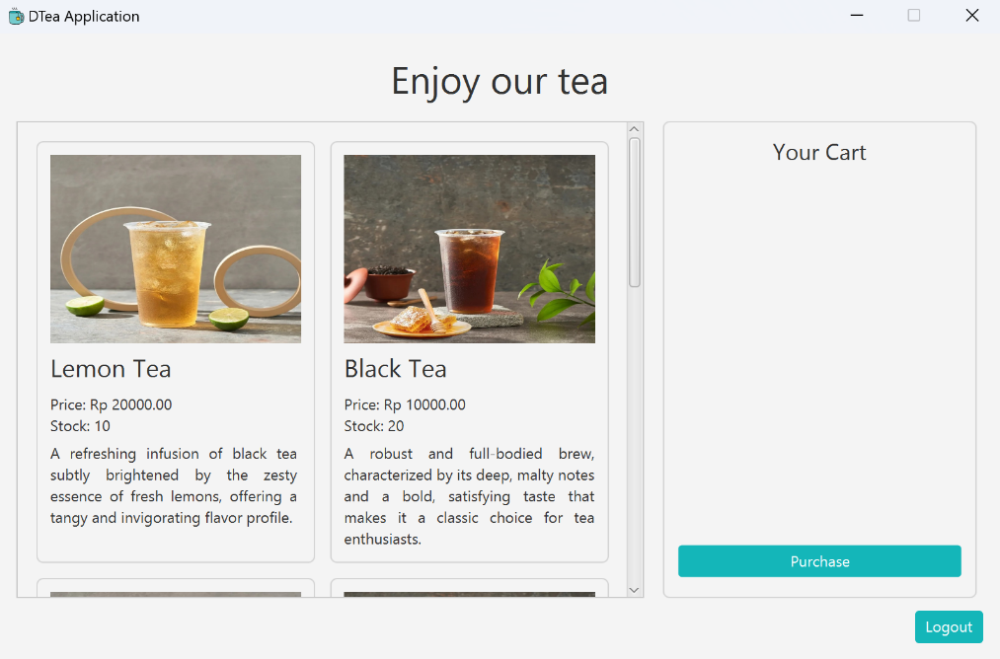 DTea Application
Enjoy our tea
Lemon Tea
Price: Rp 20000.00
Stock: 10
A refreshing infusion of black tea
subtly brightened by the zesty
essence of fresh lemons, offering a
tangy and invigorating flavor profile.
Black Tea
Price: Rp 10000.00
Stock: 20
A robust and full-bodied brew,
characterized by its deep, malty notes
and a bold, satisfying taste that
makes it a classic choice for tea
enthusiasts.
Your Cart
Purchase
Logout